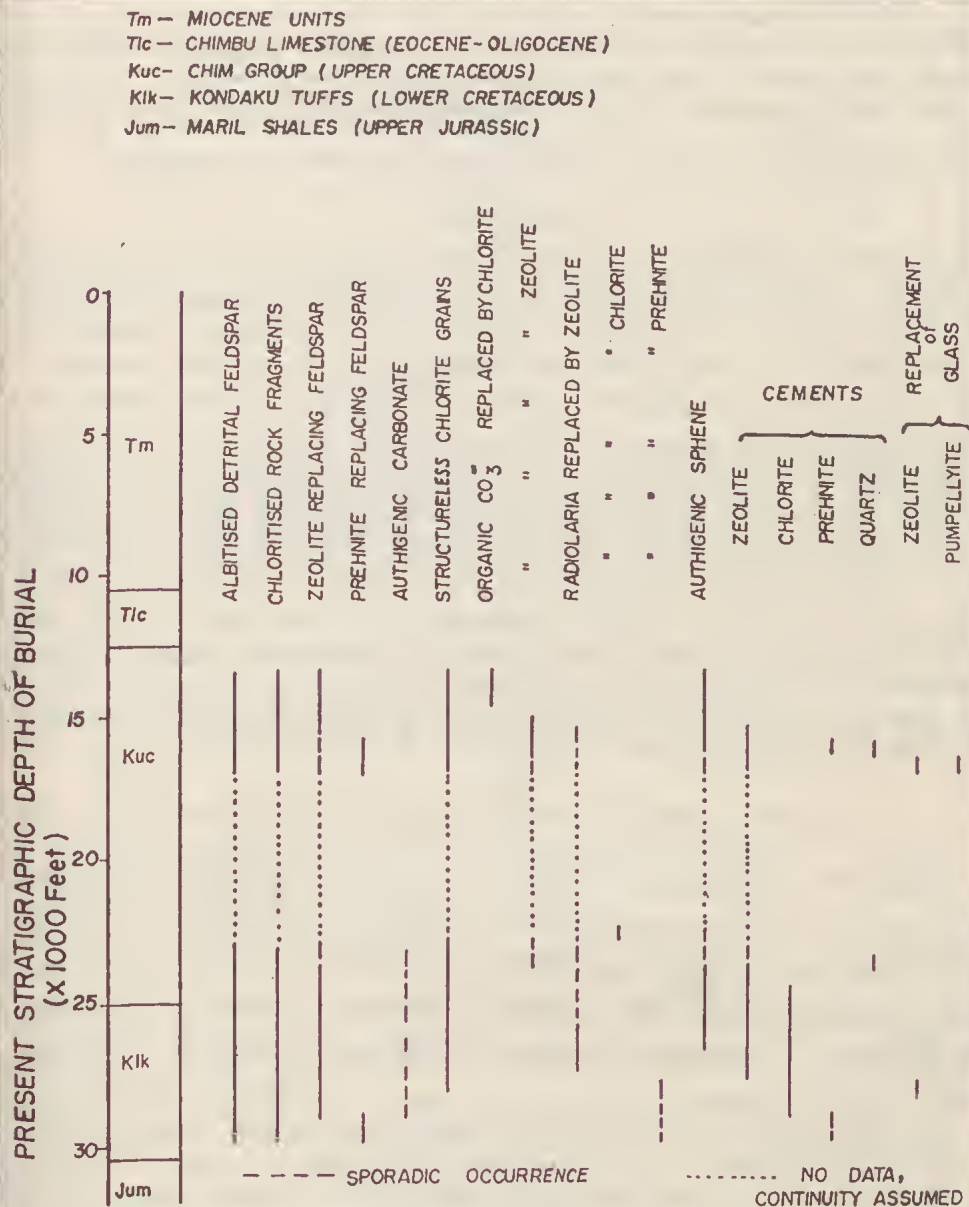 Tm — MIOCENE UNITS
Tlc — CHIMBU LIMESTONE (EOCENE-OLIGOCENE)
Kuc- CHIM GROUP (UPPER CRETACEOUS)
Klk- KONDAKU TUFFS (LOWER CRETACEOUS)
Jum- MARIL SHALES (UPPER JURASSIC)
PRESENT STRATIGRAPHIC DEPTH OF BURIAL
(X 1000 Feet)
0
5
10
15
20
25
30
Tm
Tlc
Kuc
Klk
Jum
ALBITISED DETRITAL FELDSPAR
CHLORITISED ROCK FRAGMENTS
ZEOLITE REPLACING FELDSPAR
PREHNITE REPLACING FELDSPAR
AUTHIGENIC CARBONATE
STRUCTURELESS CHLORITE GRAINS
ORGANIC CO₃⁼ REPLACED BY CHLORITE
" " " " ZEOLITE
RADIOLARIA REPLACED BY ZEOLITE
" " " " CHLORITE
" " " " PREHNITE
AUTHIGENIC SPHENE
CEMENTS
ZEOLITE
CHLORITE
PREHNITE
QUARTZ
REPLACEMENT
of
GLASS
ZEOLITE
PUMPELLYITE
---- SPORADIC OCCURRENCE
......... NO DATA,
CONTINUITY ASSUMED